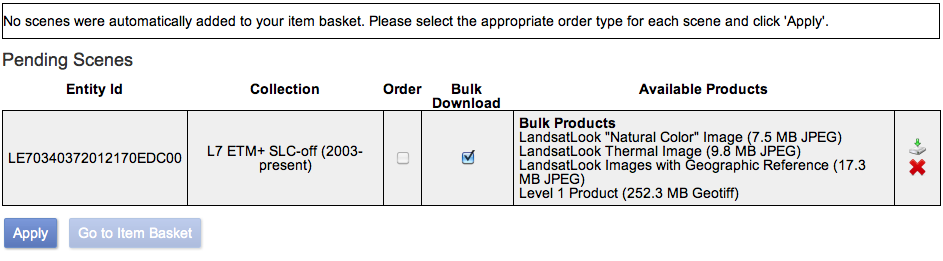 No scenes were automatically added to your item basket. Please select the appropriate order type for each scene and click 'Apply'.
Pending Scenes
Entity Id
Collection
Order
Bulk
Download
Available Products
LE70340372012170EDC00
L7 ETM+ SLC-off (2003-
present)
Bulk Products
LandsatLook "Natural Color" Image (7.5 MB JPEG)
LandsatLook Thermal Image (9.8 MB JPEG)
LandsatLook Images with Geographic Reference (17.3
MB JPEG)
Level 1 Product (252.3 MB Geotiff)
Apply
Go to Item Basket